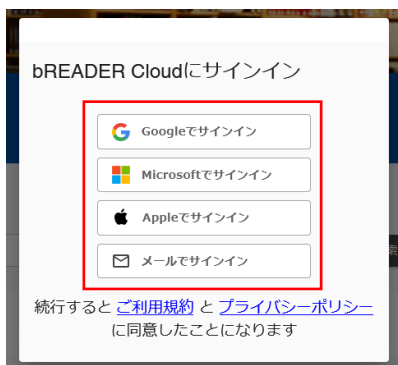 bREADER Cloudにサインイン
Googleでサインイン
Microsoftでサインイン
Appleでサインイン
メールでサインイン
続行すると ご利用規約 と プライバシーポリシー
に同意したことになります
索